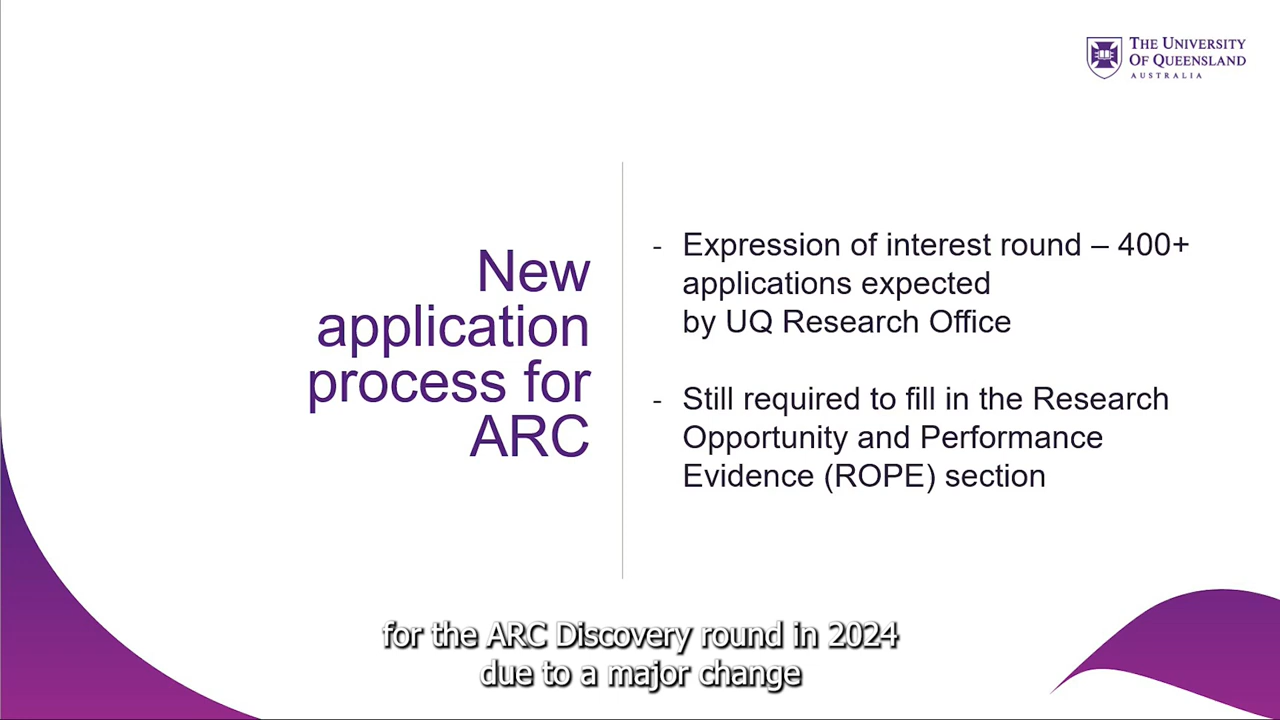 THE UNIVERSITY
OF QUEENSLAND
AUSTRALIA
New
application
process for
ARC
- Expression of interest round – 400+
applications expected
by UQ Research Office
- Still required to fill in the Research
Opportunity and Performance
Evidence (ROPE) section
for the ARC Discovery round in 2024
due to a major change